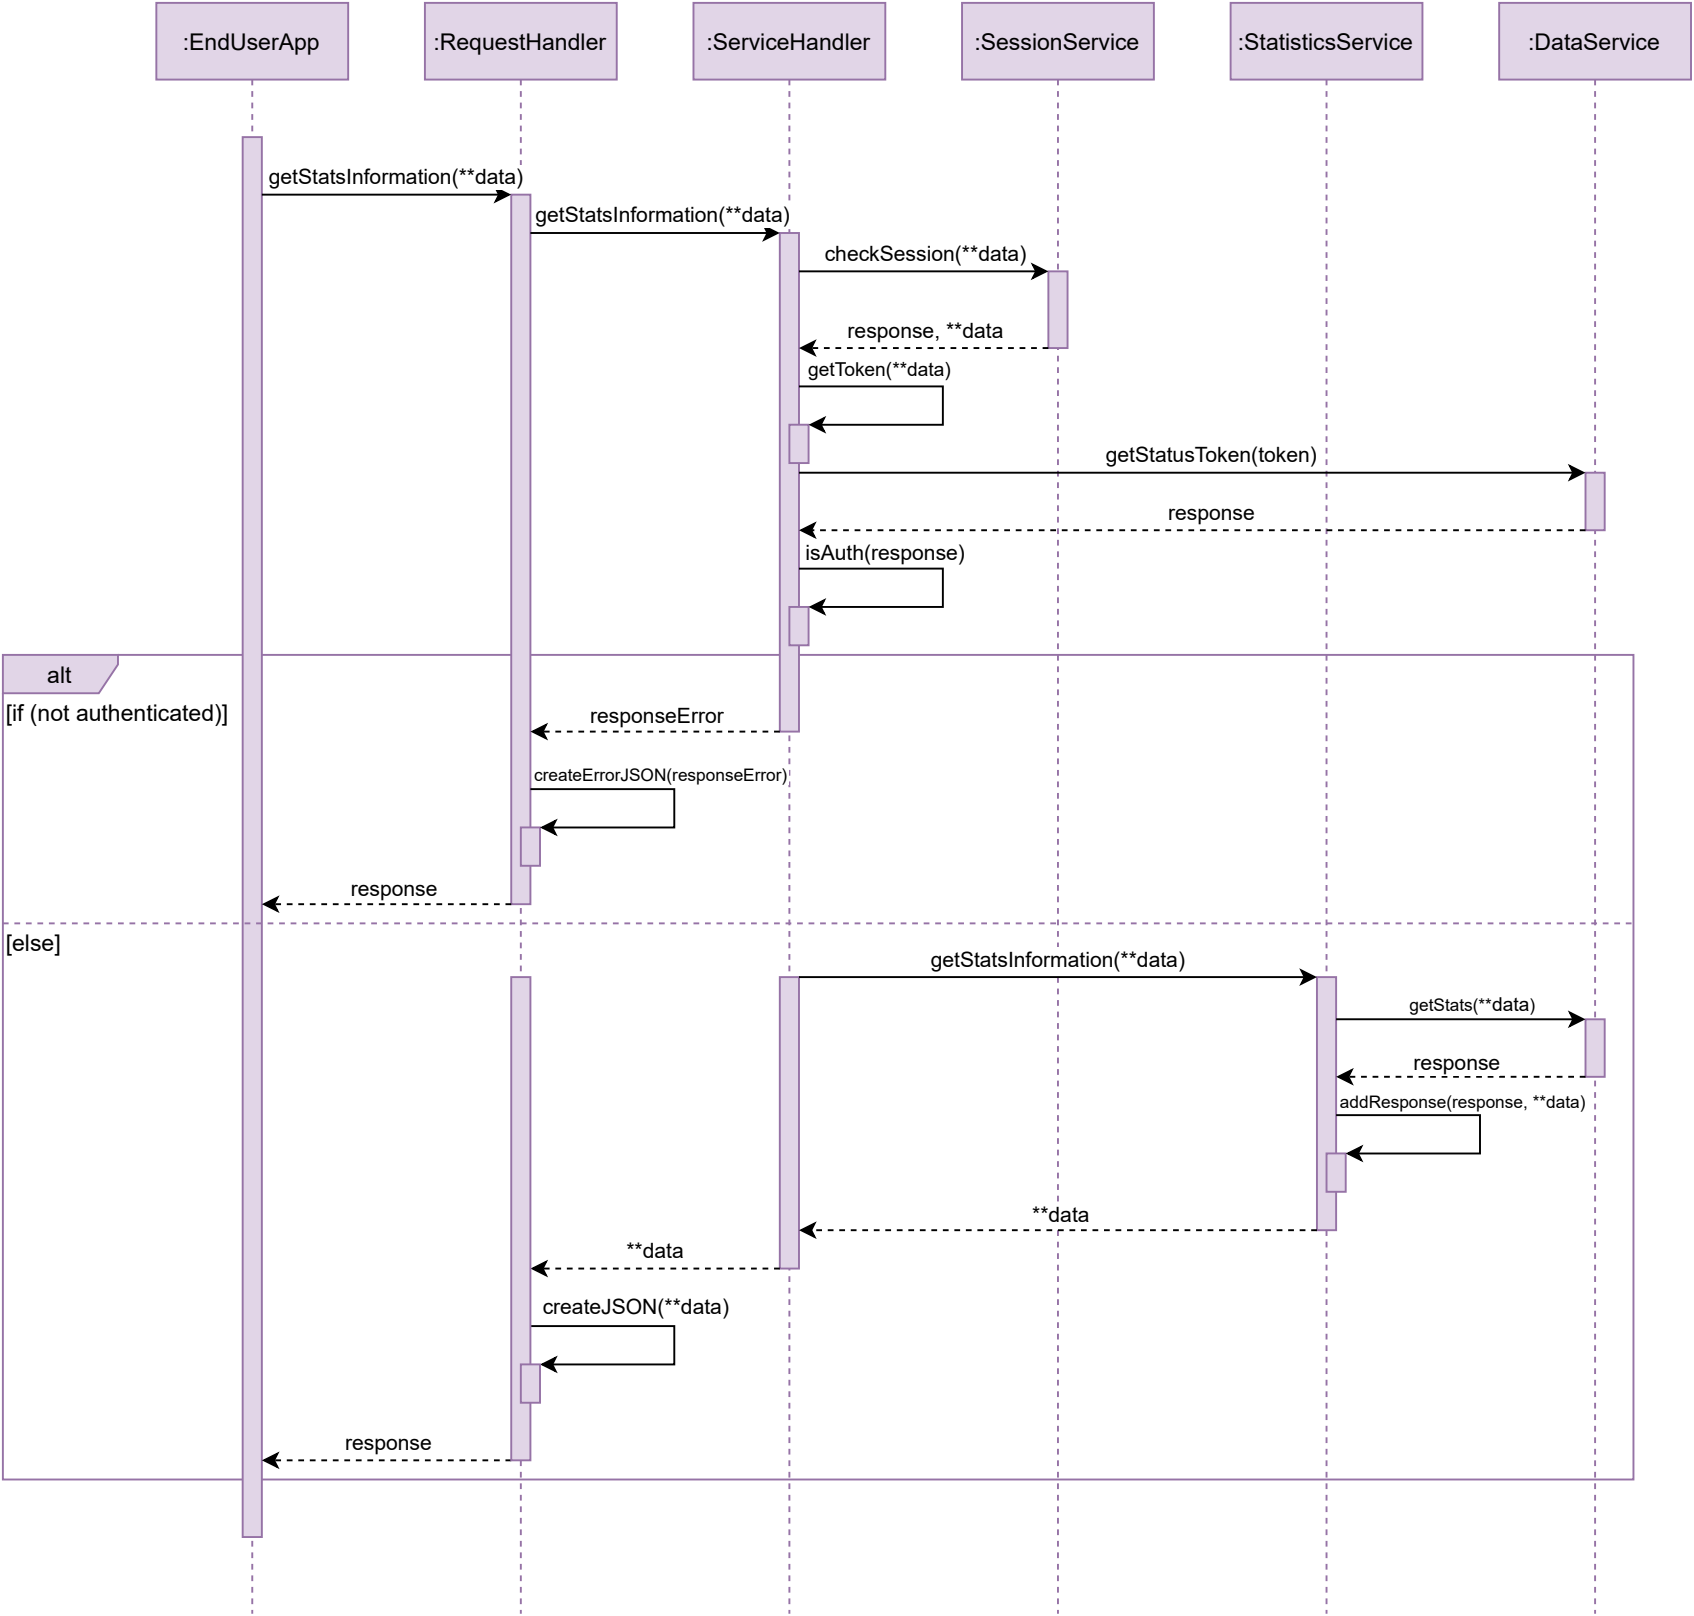 :EndUserApp
:RequestHandler
:ServiceHandler
:SessionService
:StatisticsService
:DataService
getStatsInformation(**data)
getStatsInformation(**data)
checkSession(**data)
response, **data
getToken(**data)
getStatusToken(token)
response
isAuth(response)
alt
[if (not authenticated)]
responseError
createErrorJSON(responseError)
response
[else]
getStatsInformation(**data)
getStats(**data)
response
addResponse(response, **data)
**data
**data
createJSON(**data)
response